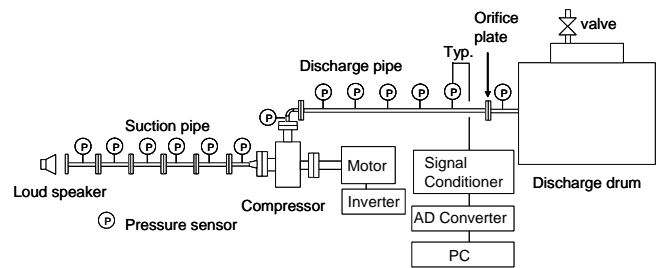 Orifice
plate
valve
Typ.
Discharge pipe
P
P
P
P
P
P
P
Suction pipe
P
P
P
P
P
P
Loud speaker
Compressor
Motor
Inverter
Signal
Conditioner
AD Converter
PC
Discharge drum
P
Pressure sensor